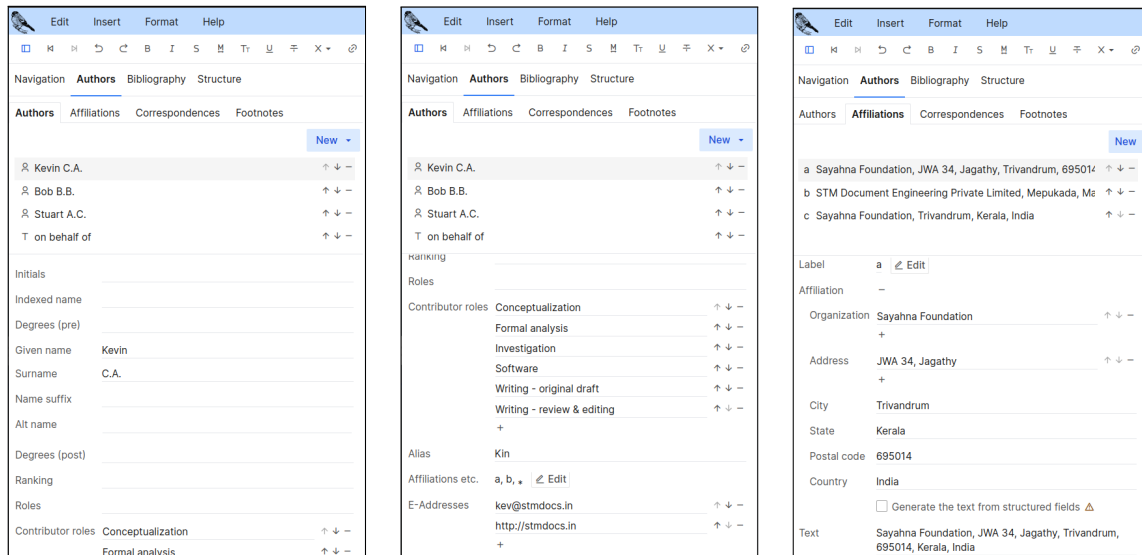 Edit Insert Format Help
B I S M TT U T X
Navigation Authors Bibliography Structure
Authors Affiliations Correspondences Footnotes
New
Kevin C.A.
Bob B.B.
Stuart A.C.
T on behalf of
Initials
Indexed name
Degrees (pre)
Given name Kevin
Surname C.A.
Name suffix
Alt name
Degrees (post)
Ranking
Roles
Contributor roles Conceptualization
Formal analysis
Edit Insert Format Help
B I S M TT U T X
Navigation Authors Bibliography Structure
Authors Affiliations Correspondences Footnotes
New
Kevin C.A.
Bob B.B.
Stuart A.C.
T on behalf of
Ranking
Roles
Contributor roles Conceptualization
Formal analysis
Investigation
Software
Writing - original draft
Writing - review & editing
+
Alias Kin
Affiliations etc. a, b, * Edit
E-Addresses kev@stmdocs.in
http://stmdocs.in
+
Edit Insert Format Help
B I S M TT U T X
Navigation Authors Bibliography Structure
Authors Affiliations Correspondences Footnotes
New
a Sayahna Foundation, JWA 34, Jagathy, Trivandrum, 695014
b STM Document Engineering Private Limited, Mepukada, Ma
c Sayahna Foundation, Trivandrum, Kerala, India
Label a Edit
Affiliation −
Organization Sayahna Foundation
+
Address JWA 34, Jagathy
+
City Trivandrum
State Kerala
Postal code 695014
Country India
Generate the text from structured fields
Text Sayahna Foundation, JWA 34, Jagathy, Trivandrum,
695014, Kerala, India